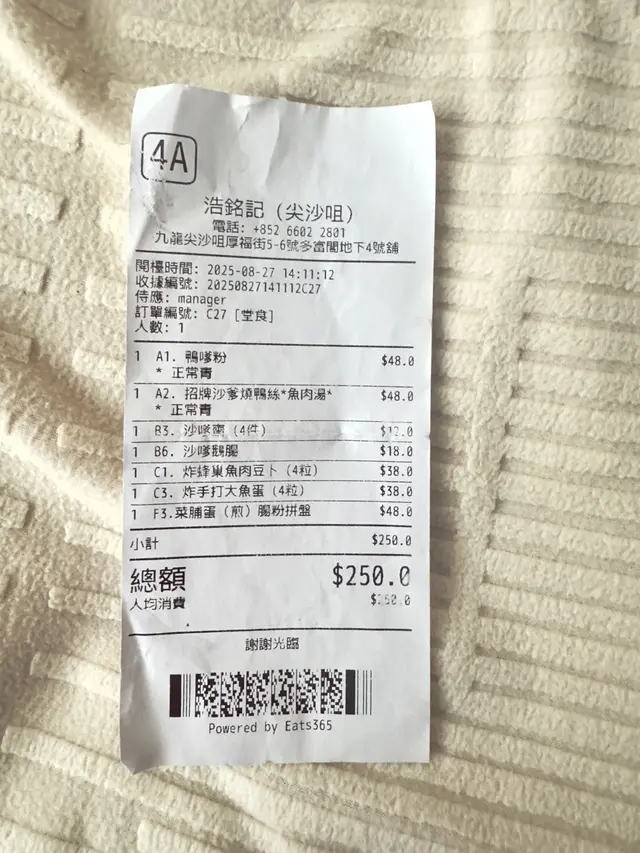 4A
浩銘記 (尖沙咀)
電話: +852 6602 2801
九龍尖沙咀厚福街5-6號多富閣地下4號舖
開檯時間: 2025-08-27 14:11:12
收據編號: 20250827141112C27
侍應: manager
訂單編號: C27 [堂食]
人數: 1
1 A1. 鴨嗲粉 $48.0
* 正常青
1 A2. 招牌沙爹燒鴨絲*魚肉湯* $48.0
* 正常青
1 B3. 沙嗲 (4件) $12.0
1 B6. 沙嗲鵝腸 $18.0
1 C1. 炸蜂巢魚肉豆卜 (4粒) $38.0
1 C3. 炸手打大魚蛋 (4粒) $38.0
1 F3.菜脯蛋 (煎) 腸粉拼盤 $48.0
小計 $250.0
總額 $250.0
人均消費 $250.0
謝謝光臨
Powered by Eats365